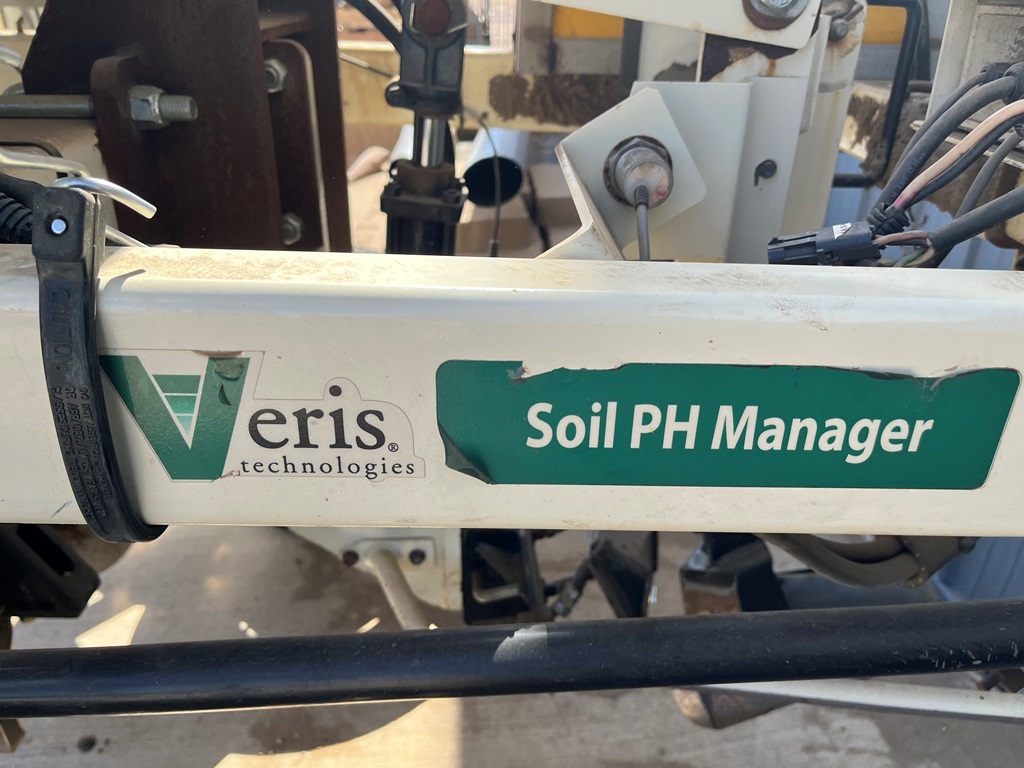 Veris®
technologies
Soil PH Manager